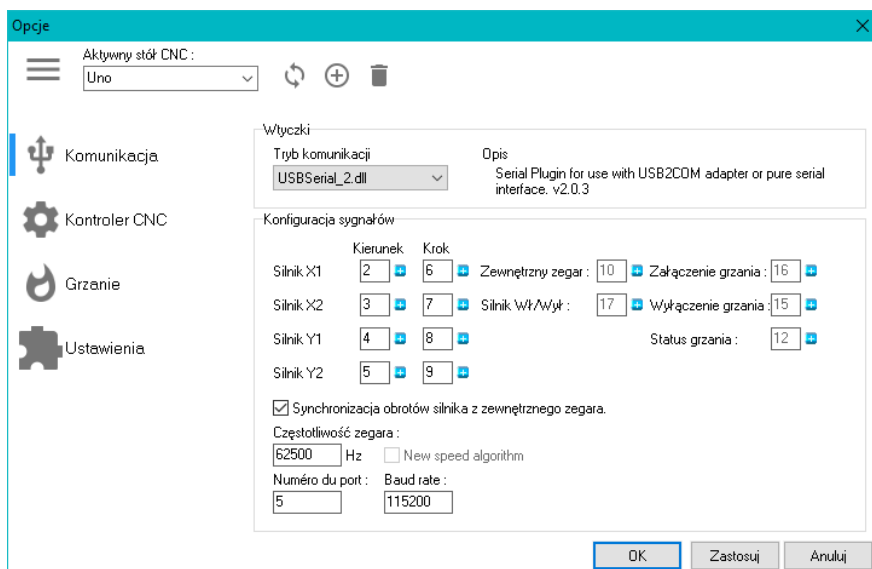 Opcje
Aktywny stół CNC :
Uno
Komunikacja
Kontroler CNC
Grzanie
Ustawienia
Wtyczki
Tryb komunikacji
USBSerial_2.dll
Opis
Serial Plugin for use with USB2COM adapter or pure serial
interface. v2.0.3
Konfiguracja sygnałów
Kierunek Krok
Silnik X1 2 6 Zewnętrzny zegar : 10 Załączenie grzania : 16
Silnik X2 3 7 Silnik Wł/Wył : 17 Wyłączenie grzania : 15
Silnik Y1 4 8 Status grzania : 12
Silnik Y2 5 9
Synchronizacja obrotów silnika z zewnętrznego zegara.
Częstotliwość zegara :
62500 Hz New speed algorithm
Numéro du port : Baud rate :
5 115200
OK Zastosuj Anuluj